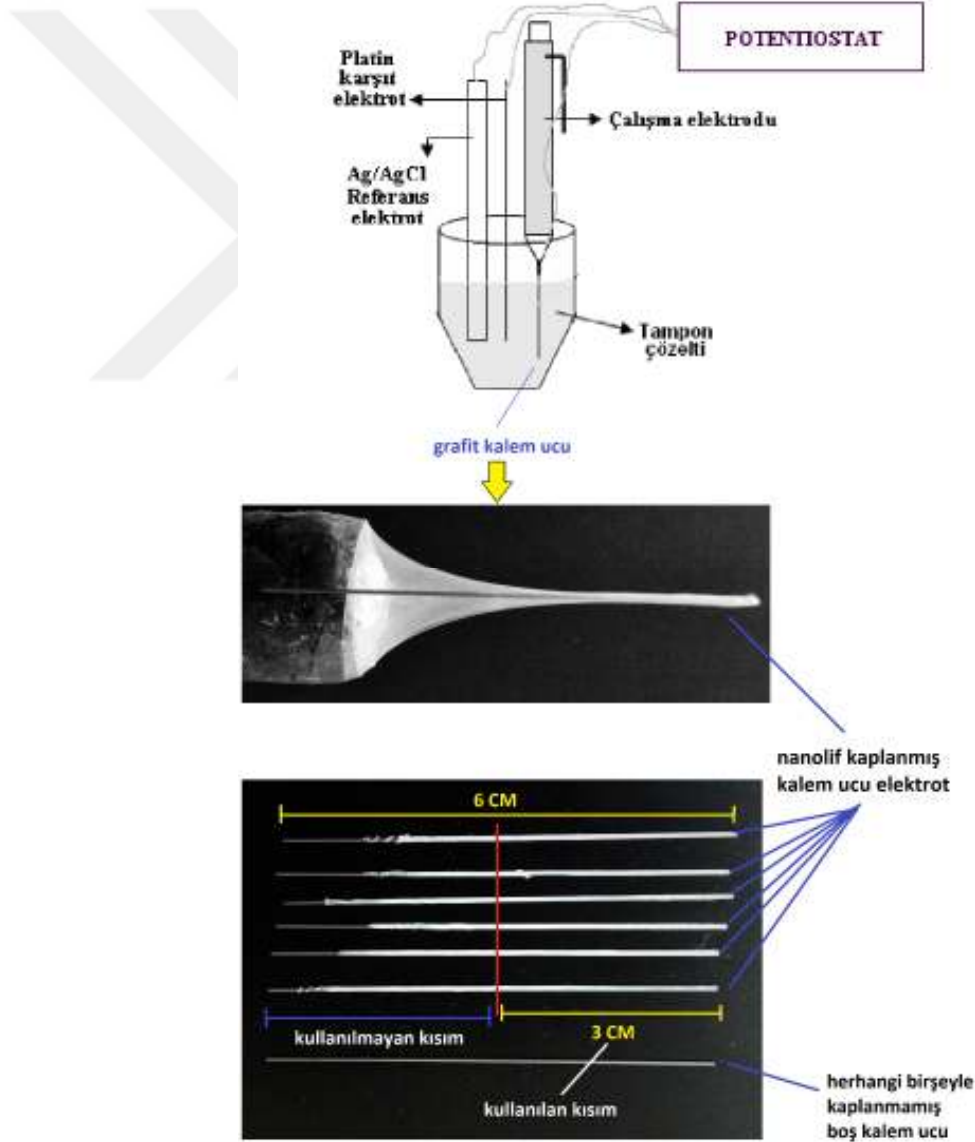 POTENTIOSTAT
Platin
karşıt
elektrot
Çalışma elektrodu
Ag/AgCl
Referans
elektrot
Tampon
çözelti
grafit kalem ucu
nanolif kaplanmış
kalem ucu elektrot
6 CM
kullanılmayan kısım
3 CM
kullanılan kısım
herhangi birşeyle
kaplanmamış
boş kalem ucu